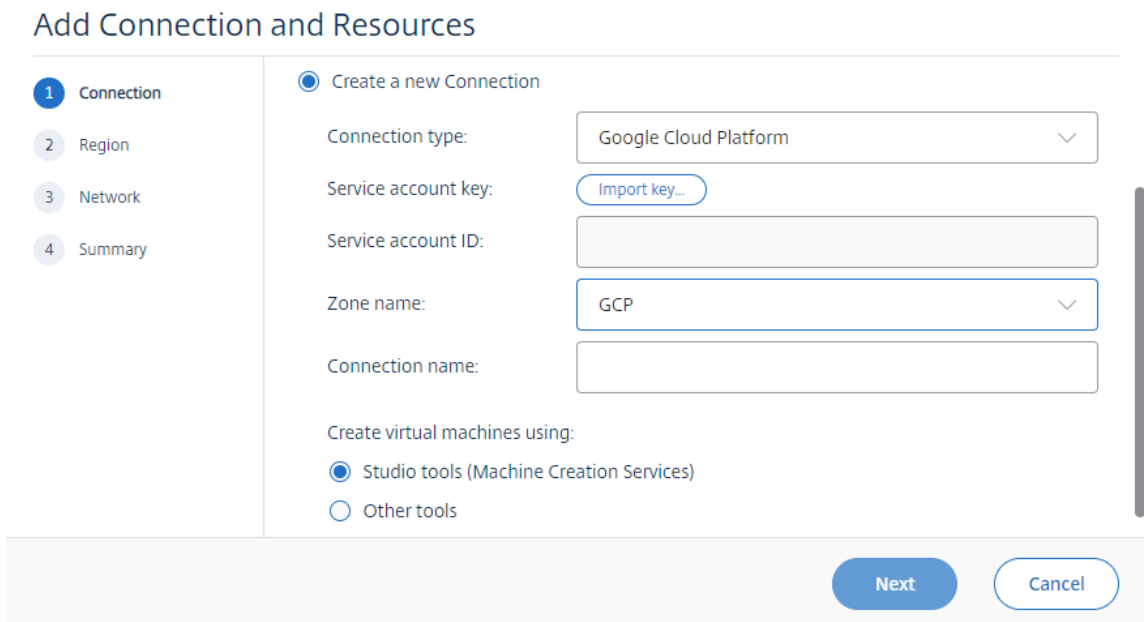 Add Connection and Resources
1 Connection
2 Region
3 Network
4 Summary
Create a new Connection
Connection type: Google Cloud Platform
Service account key: Import key...
Service account ID:
Zone name: GCP
Connection name:
Create virtual machines using:
Studio tools (Machine Creation Services)
Other tools
Next Cancel